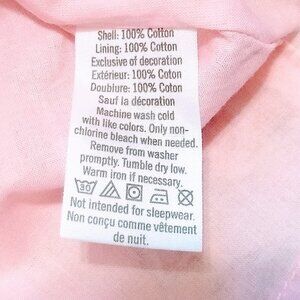 Shell: 100% Cotton
Lining: 100% Cotton
Exclusive of decoration
Extérieur: 100% Coton
Doublure: 100% Coton
Sauf la décoration
Machine wash cold
with like colors. Only non-
chlorine bleach when needed.
Remove from washer
promptly. Tumble dry low.
Warm iron if necessary.
Not intended for sleepwear.
Non conçu comme vêtement
de nuit.